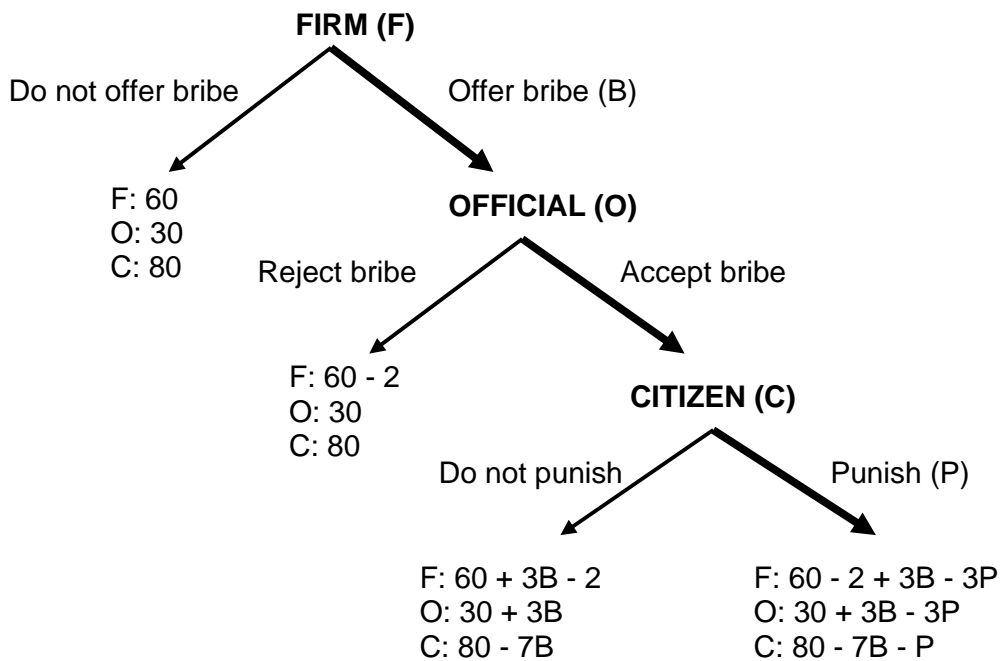 FIRM (F)
Do not offer bribe
Offer bribe (B)
F: 60
O: 30
C: 80
OFFICIAL (O)
Reject bribe
Accept bribe
F: 60 - 2
O: 30
C: 80
CITIZEN (C)
Do not punish
Punish (P)
F: 60 + 3B - 2
O: 30 + 3B
C: 80 - 7B
F: 60 - 2 + 3B - 3P
O: 30 + 3B - 3P
C: 80 - 7B - P